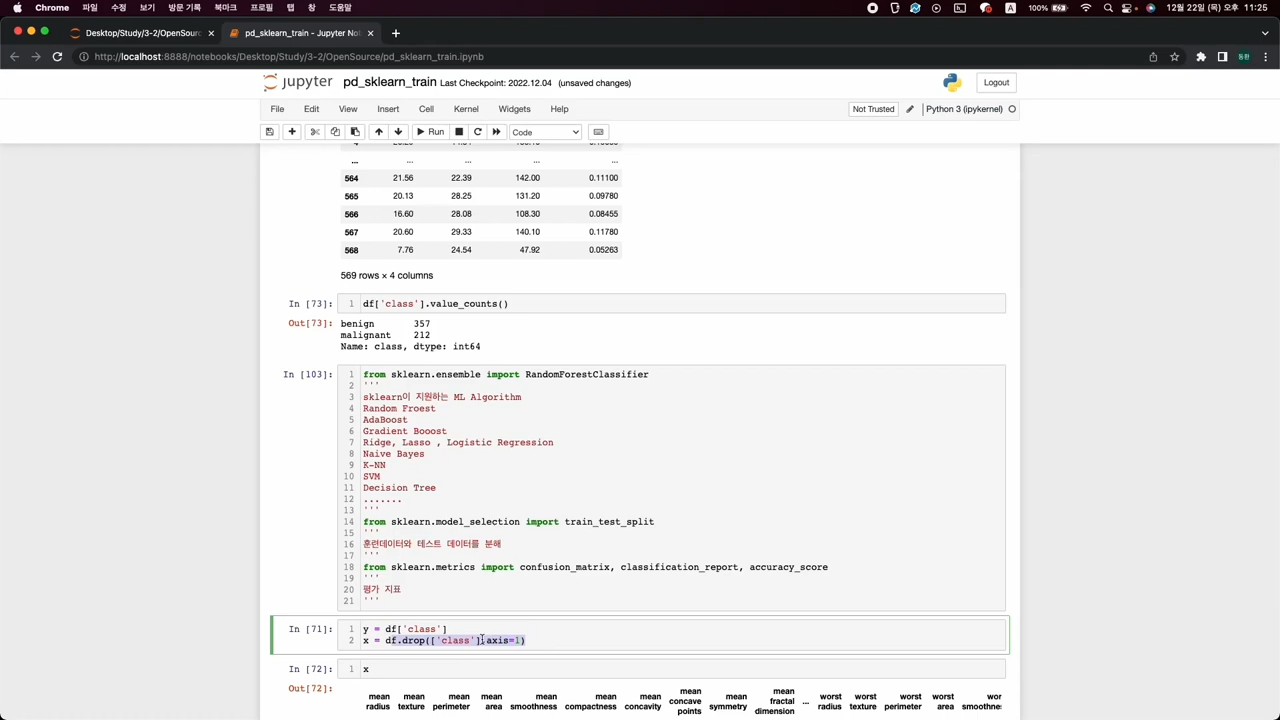 Chrome 파일 수정 보기 방문 기록 북마크 프로필 탭 창 도움말 100% 12월 22일 (목) 오후 11:25
Desktop/Study/3-2/OpenSourc pd_sklearn_train - Jupyter No
http://localhost:8888/notebooks/Desktop/Study/3-2/OpenSource/pd_sklearn_train.ipynb
jupyter pd_sklearn_train Last Checkpoint: 2022.12.04 (unsaved changes) Logout
File Edit View Insert Cell Kernel Widgets Help Not Trusted Python 3 (ipykernel)
Run Code
... ... ... ... ...
564 21.56 22.39 142.00 0.11100
565 20.13 28.25 131.20 0.09780
566 16.60 28.08 108.30 0.08455
567 20.60 29.33 140.10 0.11780
568 7.76 24.54 47.92 0.05263
569 rows × 4 columns
In [73]: 1 df['class'].value_counts()
Out[73]: benign 357
malignant 212
Name: class, dtype: int64
In [103]: 1 from sklearn.ensemble import RandomForestClassifier
2 '''
3 sklearn이 지원하는 ML Algorithm
4 Random Froest
5 AdaBoost
6 Gradient Booost
7 Ridge, Lasso , Logistic Regression
8 Naive Bayes
9 K-NN
10 SVM
11 Decision Tree
12 .......
13 '''
14 from sklearn.model_selection import train_test_split
15 '''
16 훈련데이터와 테스트 데이터를 분해
17 '''
18 from sklearn.metrics import confusion_matrix, classification_report, accuracy_score
19 '''
20 평가 지표
21 '''
In [71]: 1 y = df['class']
2 x = df.drop(['class'],axis=1)
In [72]: 1 x
Out[72]:
mean radius mean texture mean perimeter mean area mean smoothness mean compactness mean concavity mean concave points mean symmetry mean fractal dimension ... worst radius worst texture worst perimeter worst area wor smoothne